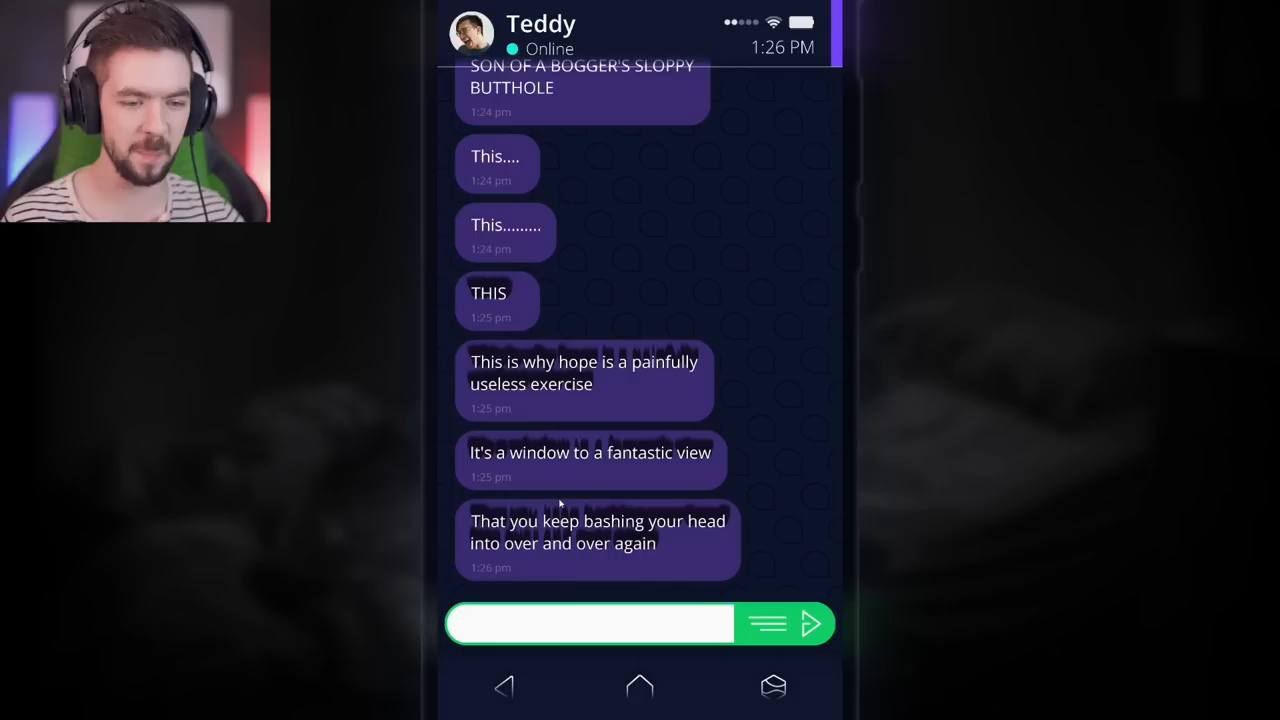 Teddy
Online
1:26 PM
SON OF A BOGGER'S SLOPPY
BUTTHOLE
1:24 pm
This....
1:24 pm
This.........
1:24 pm
THIS
1:25 pm
This is why hope is a painfully
useless exercise
1:25 pm
It's a window to a fantastic view
1:25 pm
That you keep bashing your head
into over and over again
1:26 pm